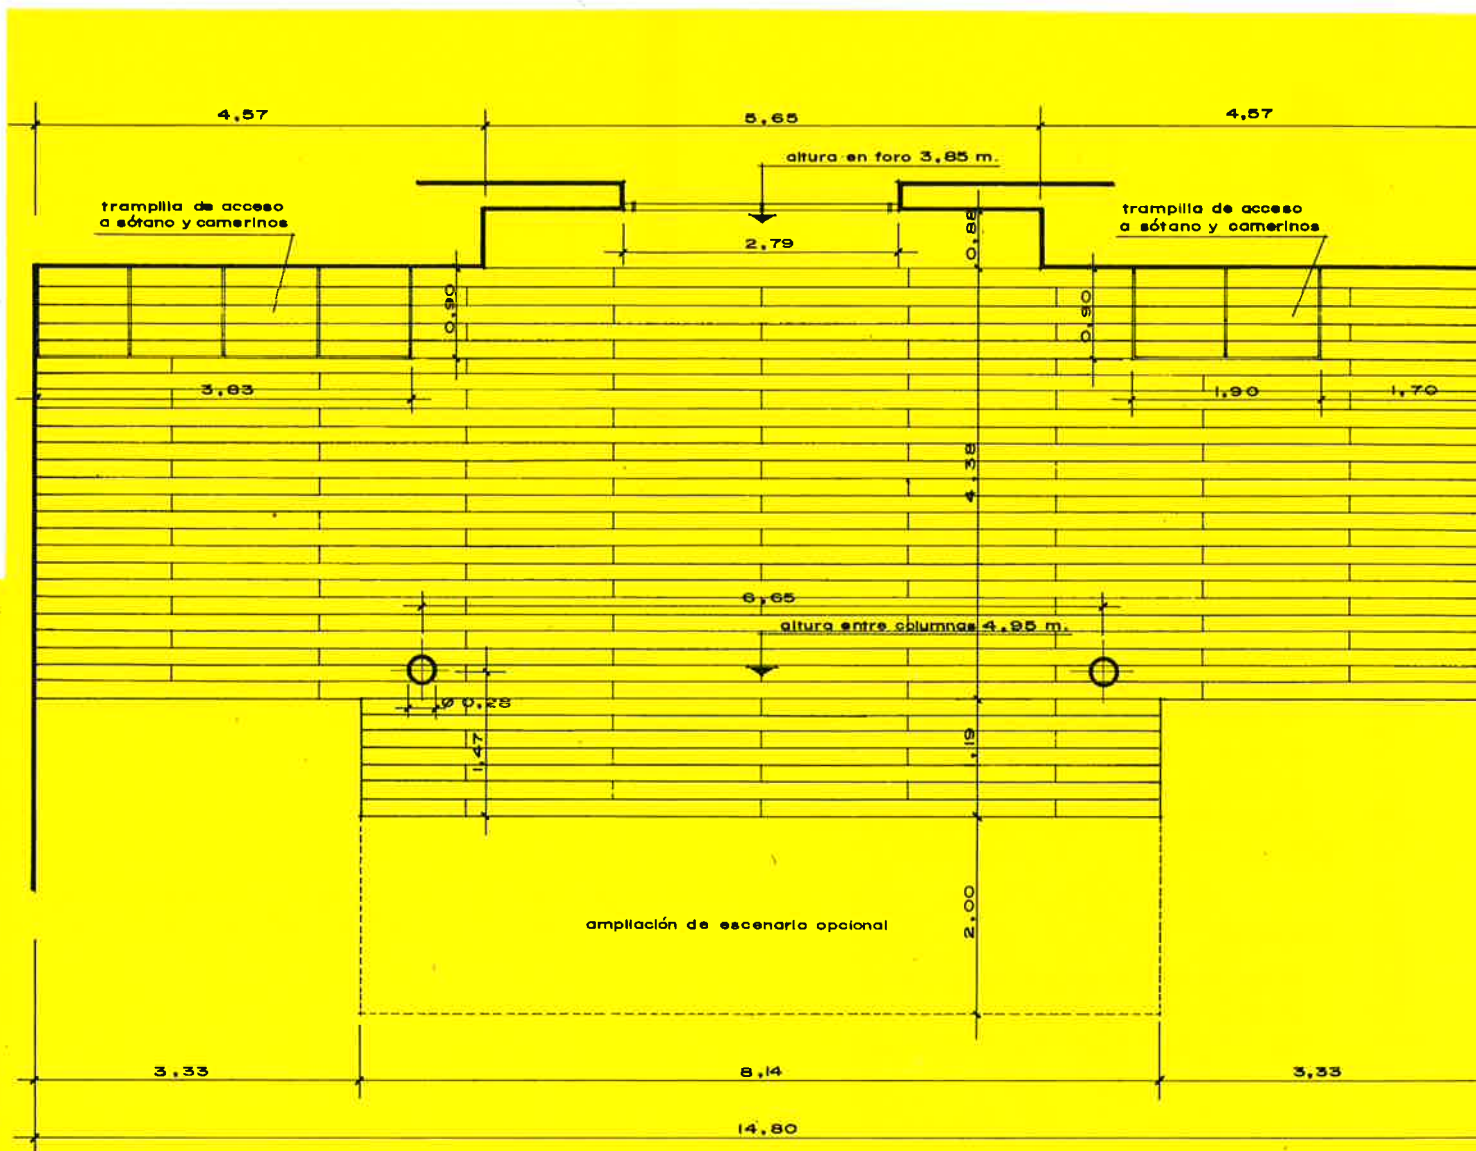 4,57
5,65
4,57
altura en foro 3,85 m.
trampilla de acceso
a sótano y camerinos
trampilla de acceso
a sótano y camerinos
2,79
0,88
0,90
0,90
3,83
1,90
1,70
4,38
6,65
altura entre columnas 4,95 m.
Ø 0,28
1,47
1,19
2,00
ampliación de escenario opcional
3,33
8,14
3,33
14,80